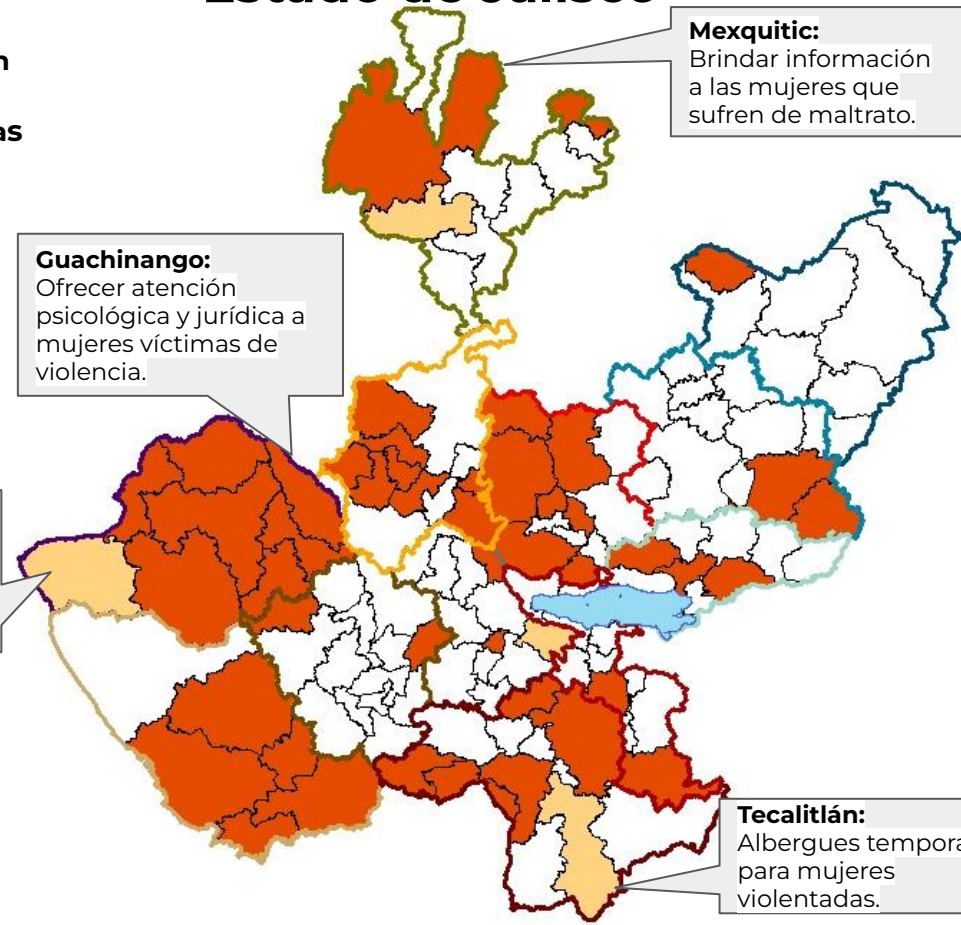 Mexquitic:
Brindar información
a las mujeres que
sufren de maltrato.
Guachinango:
Ofrecer atención
psicológica y jurídica a
mujeres víctimas de
violencia.
Tecalitlán:
Albergues
para mujeres
violentadas.